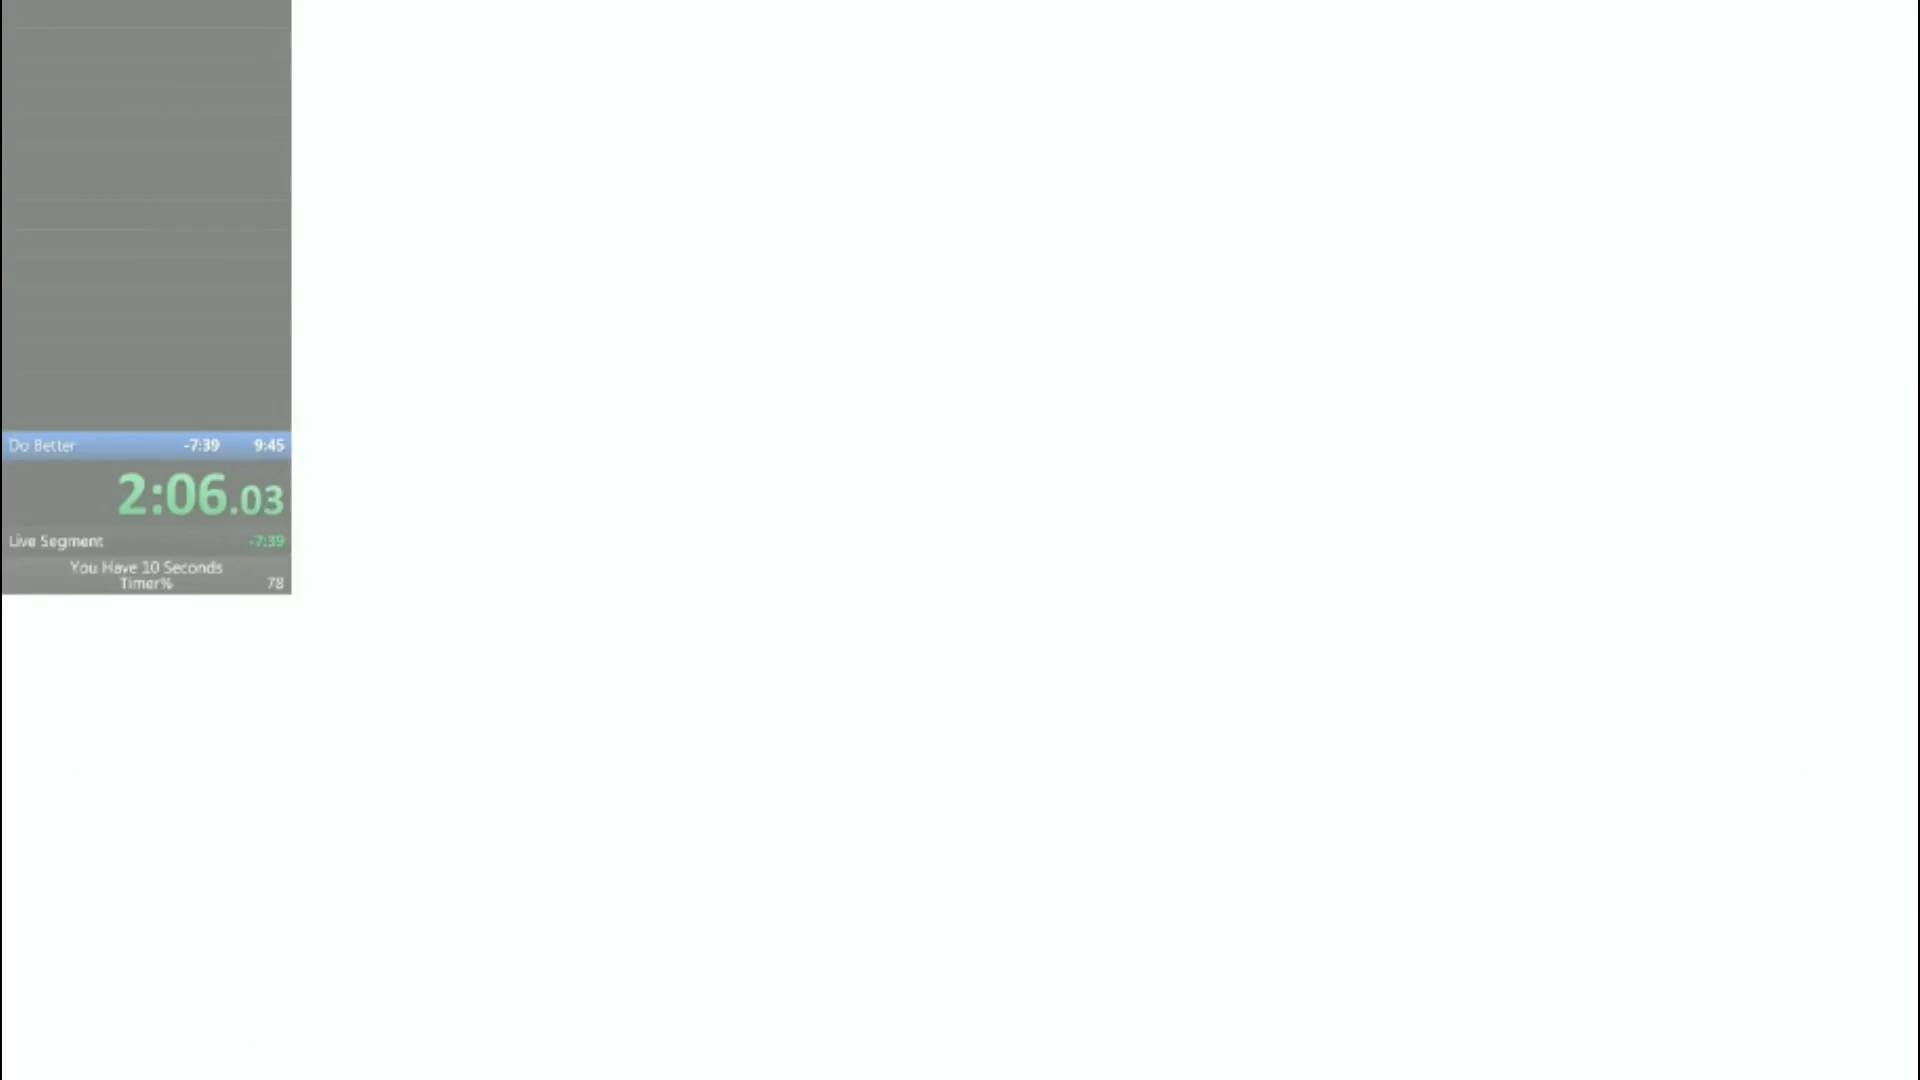 Do Better -7:39 9:45
2:06.03
Live Segment -7:39
You Have 10 Seconds
Timer% 78